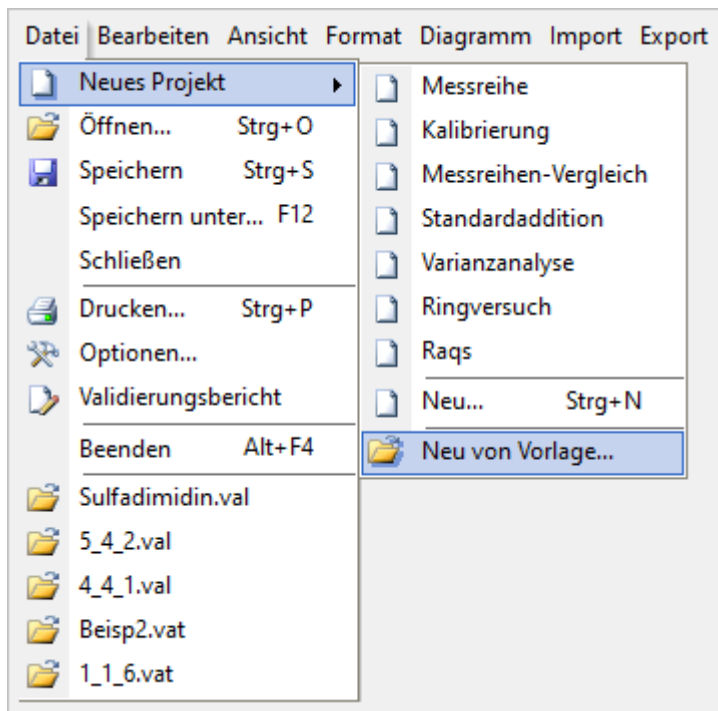 Datei Bearbeiten Ansicht Format Diagramm Import Export
Neues Projekt
Öffnen... Strg+O
Speichern Strg+S
Speichern unter... F12
Schließen
Drucken... Strg+P
Optionen...
Validierungsbericht
Beenden Alt+F4
Sulfadimidin.val
5_4_2.val
4_4_1.val
Beisp2.vat
1_1_6.vat
Messreihe
Kalibrierung
Messreihen-Vergleich
Standardaddition
Varianzanalyse
Ringversuch
Raqs
Neu... Strg+N
Neu von Vorlage...